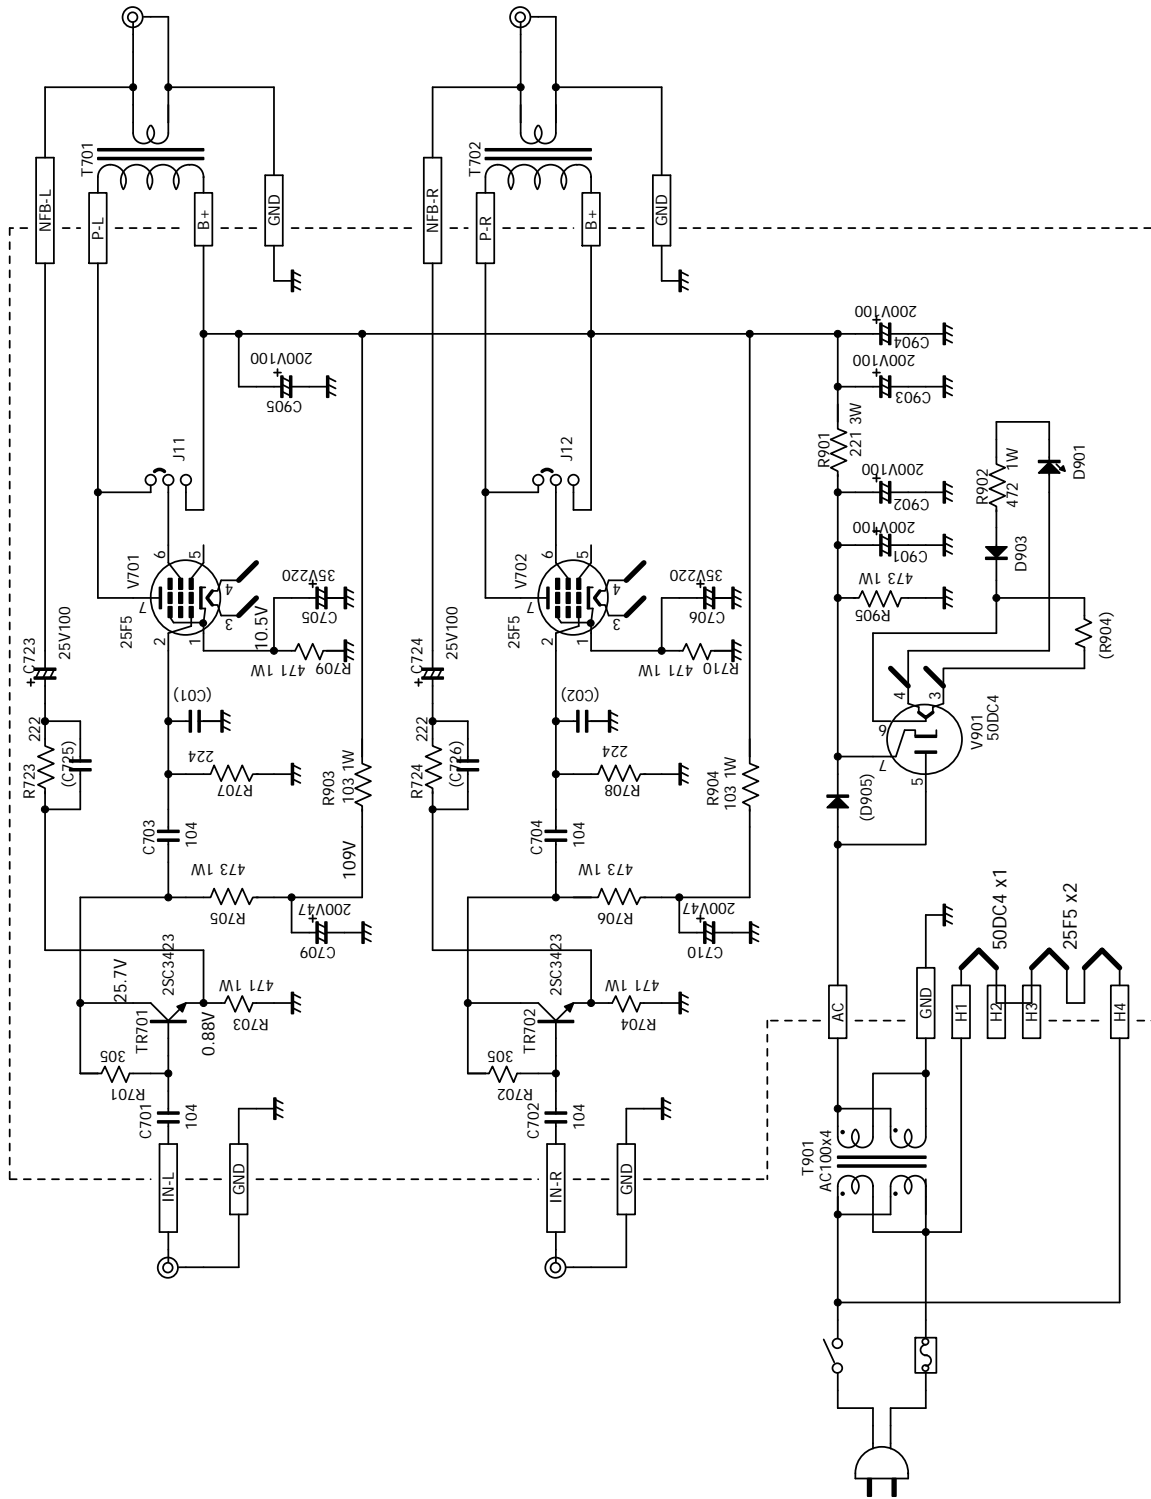 NFB-L
P-L
T701
B+
GND
NFB-R
P-R
T702
B+
GND
C723
25V100
R723
222
(C725)
25F5
V701
7
6
5
2
1
3
4
J11
10.5V
35V220
C705
471 1W
R709
200V100
C905
(C01)
224
R707
C703
104
473 1W
R705
R903
103 1W
109V
200V47
C709
25.7V
TR701
2SC3423
0.88V
471 1W
R703
305
R701
C701
104
IN-L
GND
C724
25V100
R724
222
(C726)
25F5
V702
7
6
5
2
1
3
4
J12
35V220
C706
471 1W
R710
(C02)
224
R708
C704
104
473 1W
R706
R904
103 1W
200V47
C710
TR702
2SC3423
471 1W
R704
305
R702
C702
104
IN-R
GND
200V100
C904
200V100
C903
R901
221 3W
200V100
C902
200V100
C901
473 1W
R905
R902
472 1W
D901
D903
(R904)
4
3
6
7
5
V901
50DC4
(D905)
AC
GND
H1
H2
H3
H4
50DC4 x1
25F5 x2
T901
AC100x4